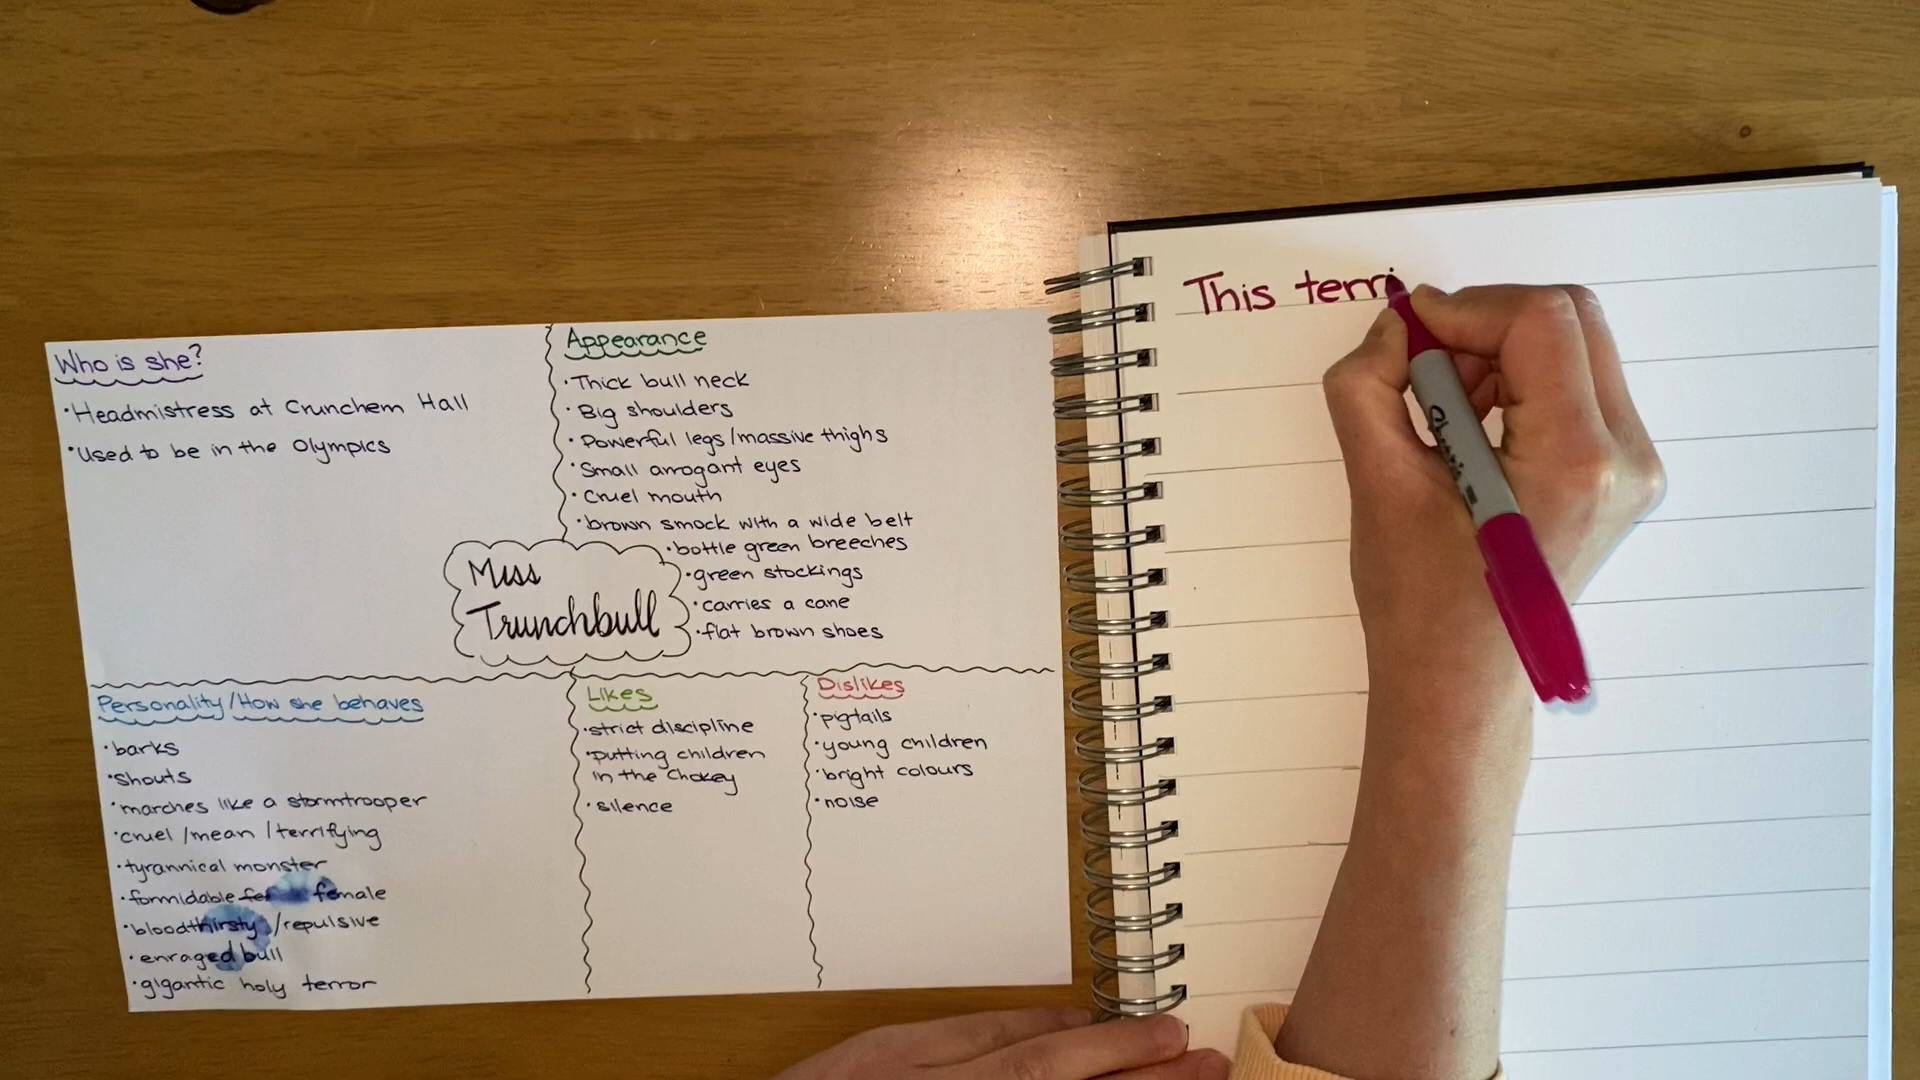 Who is she?
•Headmistress at Crunchem Hall
•Used to be in the Olympics
Appearance
•Thick bull neck
•Big shoulders
•Powerful legs/massive thighs
•Small arrogant eyes
•Cruel mouth
•brown smock with a wide belt
•bottle green breeches
•green stockings
•carries a cane
•flat brown shoes
Miss
Trunchbull
Personality/How she behaves
•barks
•shouts
•marches like a stormtrooper
•cruel/mean/terrifying
•tyrannical monster
•formidable female
•bloodthirsty/repulsive
•enraged bull
•gigantic holy terror
Likes
•strict discipline
•putting children
in the Chokey
•silence
Dislikes
•pigtails
•young children
•bright colours
•noise
This terri
Sharpie